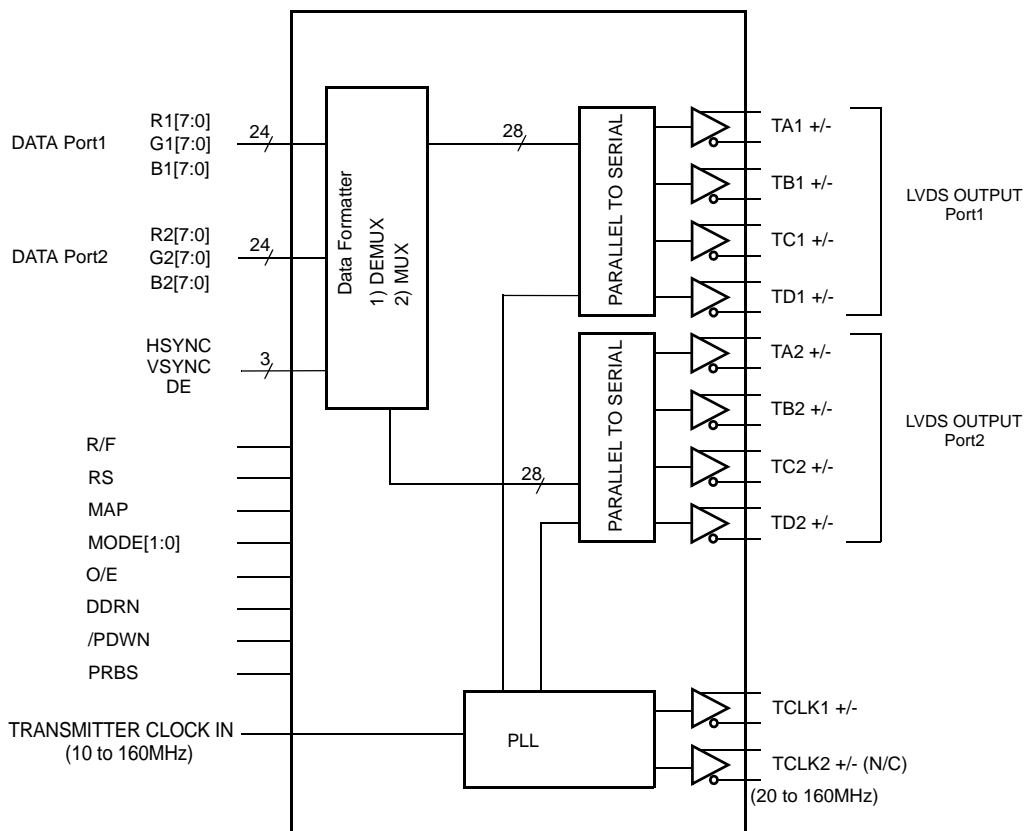 DATA Port1
R1[7:0]
G1[7:0]
B1[7:0]
24
DATA Port2
R2[7:0]
G2[7:0]
B2[7:0]
24
HSYNC
VSYNC
DE
3
Data Formatter
1) DEMUX
2) MUX
28
PARALLEL TO SERIAL
TA1 +/-
TB1 +/-
TC1 +/-
TD1 +/-
LVDS OUTPUT
Port1
28
PARALLEL TO SERIAL
TA2 +/-
TB2 +/-
TC2 +/-
TD2 +/-
LVDS OUTPUT
Port2
R/F
RS
MAP
MODE[1:0]
O/E
DDRN
/PDWN
PRBS
TRANSMITTER CLOCK IN
(10 to 160MHz)
PLL
TCLK1 +/-
TCLK2 +/- (N/C)
(20 to 160MHz)